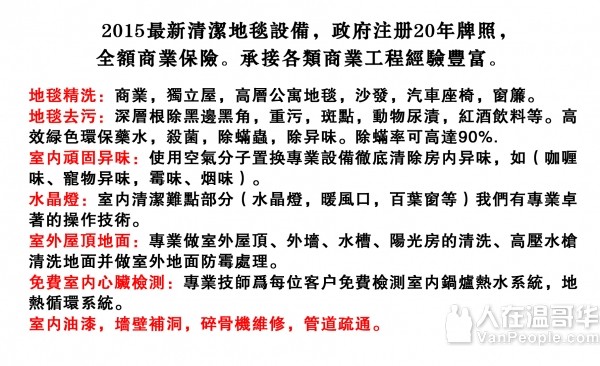 2015最新清潔地毯設備，政府注册20年牌照，
全額商業保險。承接各類商業工程經驗豐富。
地毯精洗：商業，獨立屋，高層公寓地毯，沙發，汽車座椅，窗簾。
地毯去污：深層根除黑邊黑角，重污，斑點，動物尿漬，紅酒飲料等。高
效綠色環保藥水，殺菌，除蟎蟲，除异味。除蟎率可高達90%.
室内頑固异味：使用空氣分子置換專業設備徹底清除房内异味，如（咖喱
味、寵物异味，霉味、烟味）。
水晶燈：室内清潔難點部分（水晶燈，暖風口，百葉窗等）我們有專業卓
著的操作技術。
室外屋頂地面：專業做室外屋頂、外墻、水槽、陽光房的清洗、高壓水槍
清洗地面并做室外地面防霉處理。
免費室内心臟檢測：專業技師爲每位客户免費檢測室内鍋爐熱水系統，地
熱循環系統。
室内油漆，墻壁補洞，碎骨機維修，管道疏通。
人在温哥华
VanPeople.com